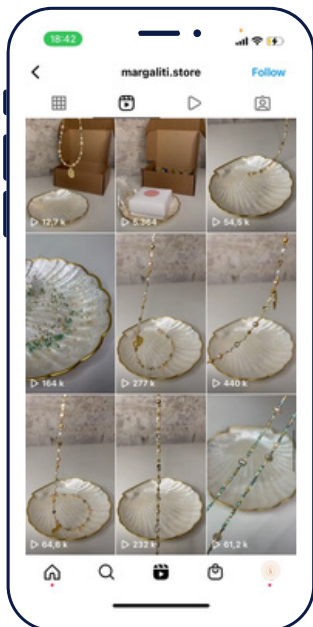 18:42
margaliti.store Follow
12,7 k 5.364 54,5 k
164 k 277 k 440 k
64,6 k 232 k 61,2 k